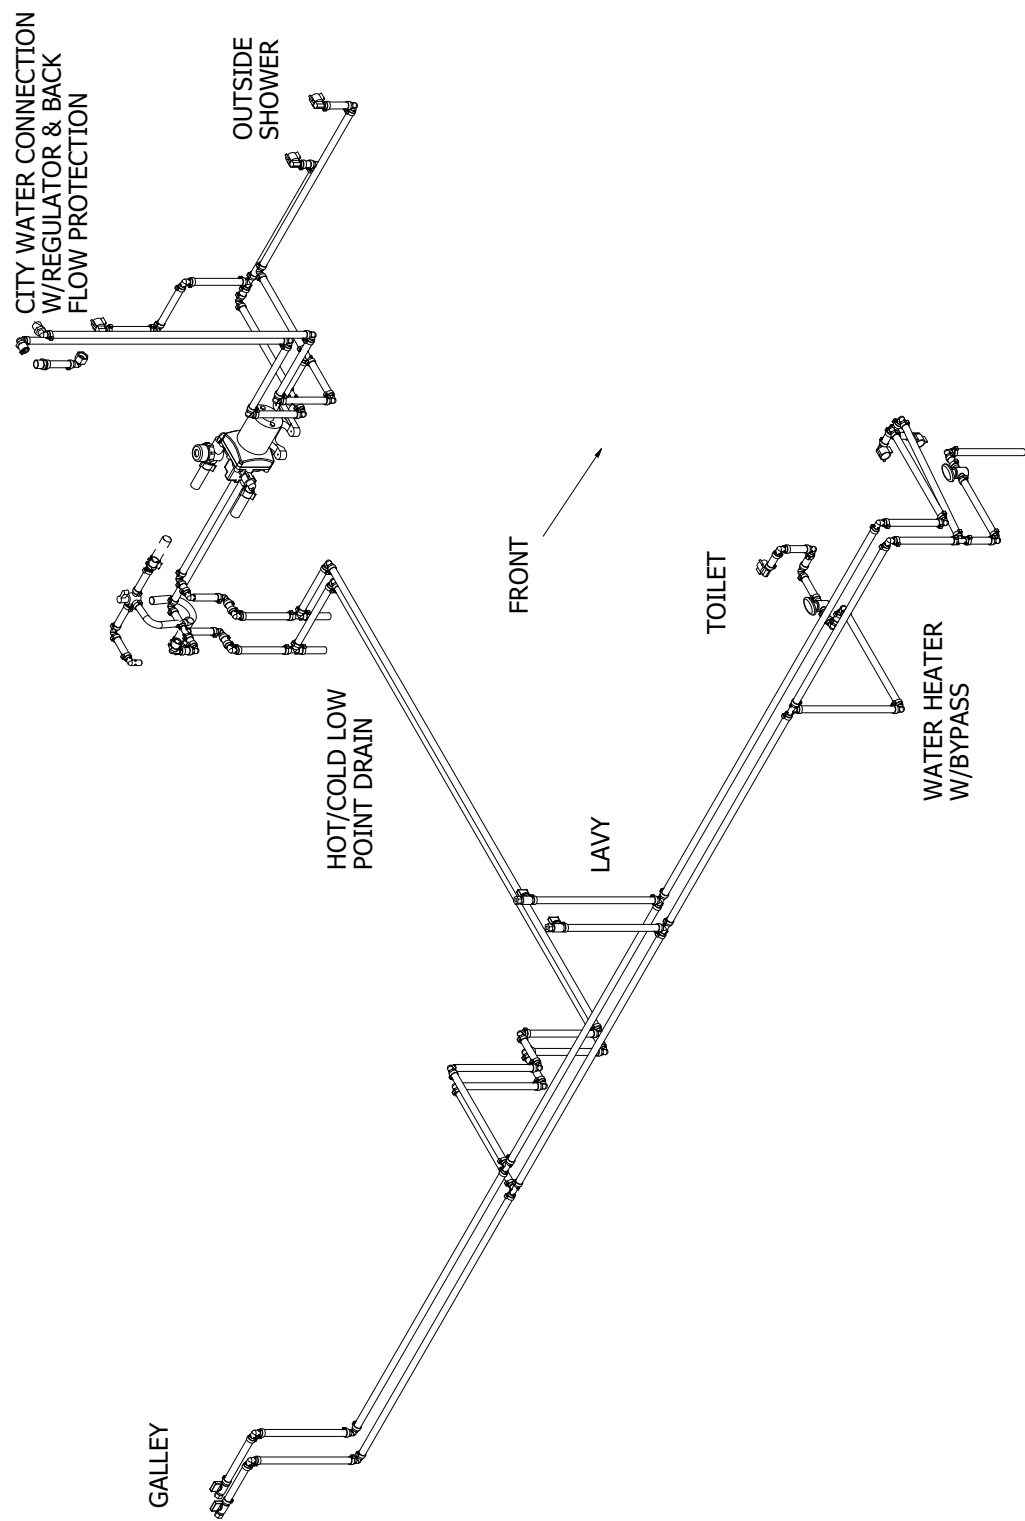 CITY WATER CONNECTION
W/REGULATOR & BACK
FLOW PROTECTION
OUTSIDE
SHOWER
HOT/COLD LOW
POINT DRAIN
FRONT
TOILET
LAVY
WATER HEATER
W/BYPASS
GALLEY